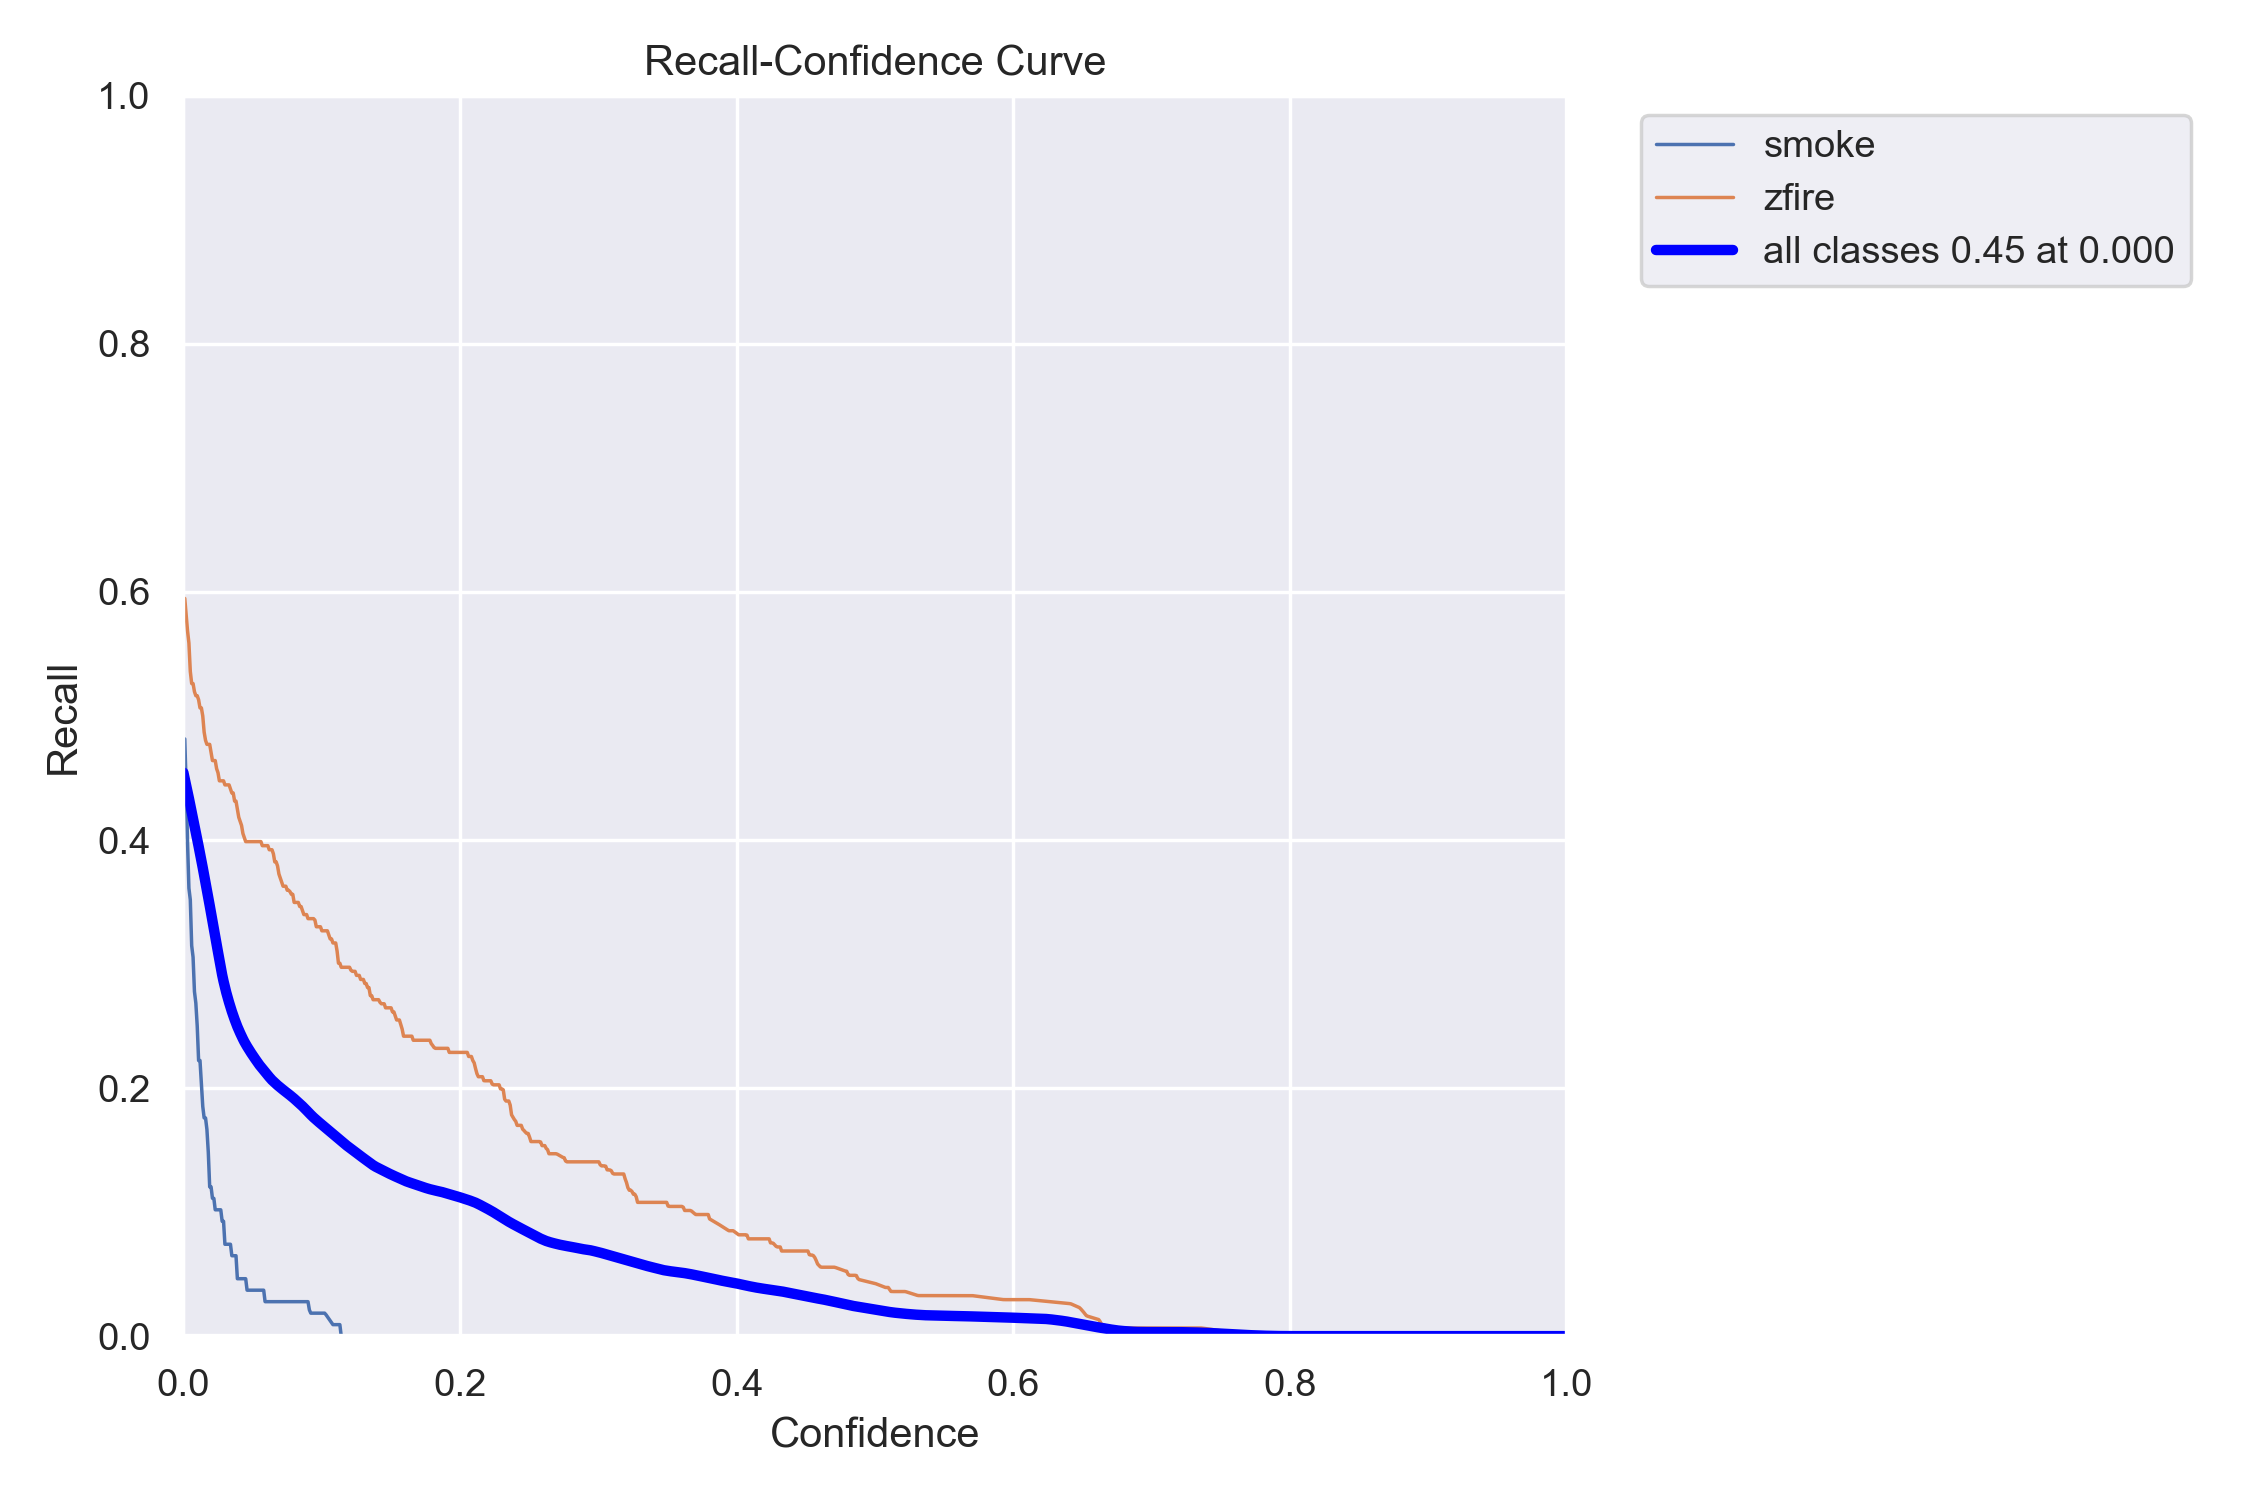 Recall-Confidence Curve
1.0
0.8
0.6
0.4
0.2
0.0
Recall
0.0 0.2 0.4 0.6 0.8 1.0
Confidence
smoke
zfire
all classes 0.45 at 0.000